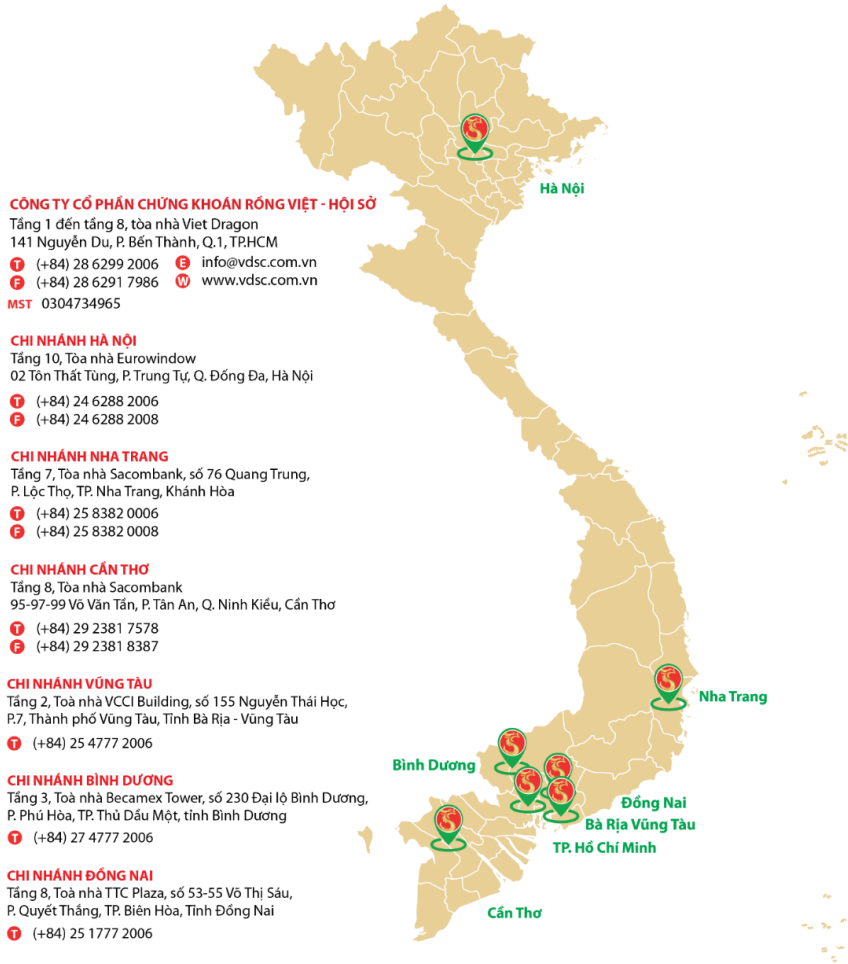 CÔNG TY CỔ PHẦN CHỨNG KHOÁN RỒNG VIỆT - HỘI SỞ
Tầng 1 đến tầng 8, tòa nhà Viet Dragon
141 Nguyễn Du, P. Bến Thành, Q.1, TP.HCM
T (+84) 28 6299 2006 E info@vdsc.com.vn
F (+84) 28 6291 7986 W www.vdsc.com.vn
MST 0304734965
CHI NHÁNH HÀ NỘI
Tầng 10, Tòa nhà Eurowindow
02 Tôn Thất Tùng, P. Trung Tự, Q. Đống Đa, Hà Nội
T (+84) 24 6288 2006
F (+84) 24 6288 2008
CHI NHÁNH NHA TRANG
Tầng 7, Tòa nhà Sacombank, số 76 Quang Trung,
P. Lộc Thọ, TP. Nha Trang, Khánh Hòa
T (+84) 25 8382 0006
F (+84) 25 8382 0008
CHI NHÁNH CẦN THƠ
Tầng 8, Tòa nhà Sacombank
95-97-99 Võ Văn Tần, P. Tân An, Q. Ninh Kiều, Cần Thơ
T (+84) 29 2381 7578
F (+84) 29 2381 8387
CHI NHÁNH VŨNG TÀU
Tầng 2, Toà nhà VCCI Building, số 155 Nguyễn Thái Học,
P.7, Thành phố Vũng Tàu, Tỉnh Bà Rịa - Vũng Tàu
T (+84) 25 4777 2006
CHI NHÁNH BÌNH DƯƠNG
Tầng 3, Toà nhà Becamex Tower, số 230 Đại lộ Bình Dương,
P. Phú Hòa, TP. Thủ Dầu Một, tỉnh Bình Dương
T (+84) 27 4777 2006
CHI NHÁNH ĐỒNG NAI
Tầng 8, Toà nhà TTC Plaza, số 53-55 Võ Thị Sáu,
P. Quyết Thắng, TP. Biên Hòa, Tỉnh Đồng Nai
T (+84) 25 1777 2006
Hà Nội
Nha Trang
Bình Dương
Đồng Nai
Bà Rịa Vũng Tàu
TP. Hồ Chí Minh
Cần Thơ